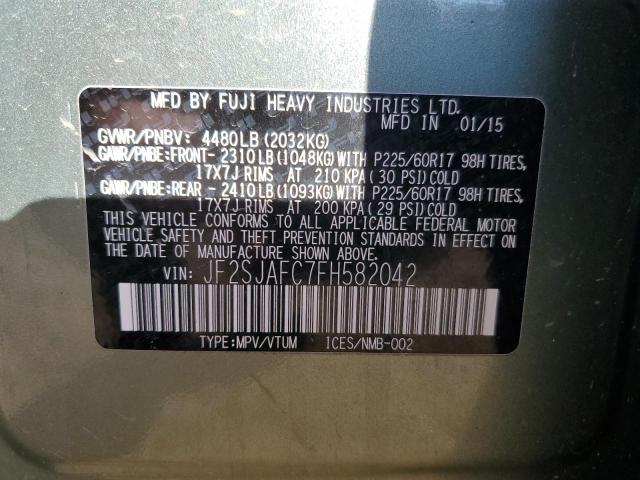 MFD BY FUJI HEAVY INDUSTRIES LTD.
MFD IN 01/15
GVWR/PNBV: 4480LB (2032KG)
GAWR/PNBE:FRONT- 2310LB (1048KG)WITH P225/60R17 98H TIRES,
17X7J RIMS AT 210 KPA ( 30 PSI) COLD
GAWR/PNBE:REAR - 2410LB (1093KG)WITH P225/60R17 98H TIRES,
17X7J RIMS AT 200 KPA ( 29 PSI) COLD
THIS VEHICLE CONFORMS TO ALL APPLICABLE FEDERAL MOTOR
VEHICLE SAFETY AND THEFT PREVENTION STANDARDS IN EFFECT
ON THE DATE OF MANUFACTURE SHOWN ABOVE.
VIN: JF2SJAFC7FH582042
TYPE:MPV/VTUM ICES/NMB-002